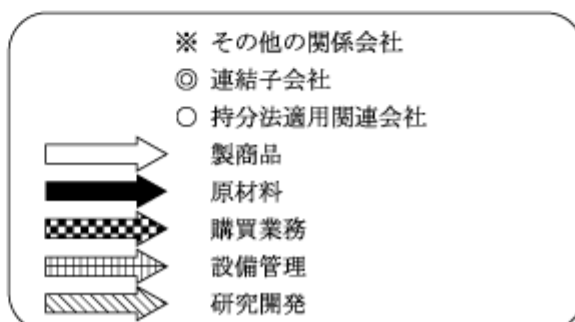 ※ その他の関係会社
◎ 連結子会社
○ 持分法適用関連会社
製商品
原材料
購買業務
設備管理
研究開発